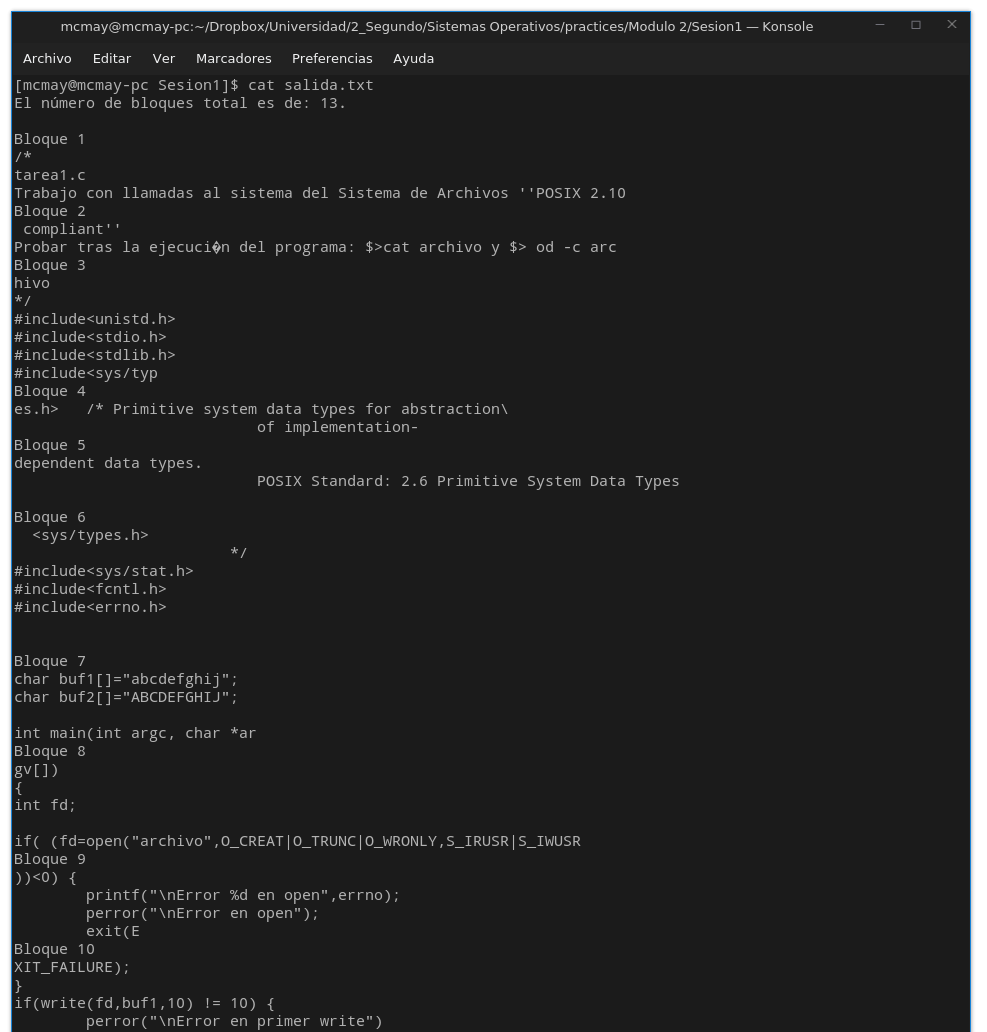 mcmay@mcmay-pc:~/Dropbox/Universidad/2_Segundo/Sistemas Operativos/practices/Modulo 2/Sesion1 — Konsole
Archivo Editar Ver Marcadores Preferencias Ayuda
[mcmay@mcmay-pc Sesion1]$ cat salida.txt
El número de bloques total es de: 13.
Bloque 1
/*
tarea1.c
Trabajo con llamadas al sistema del Sistema de Archivos ''POSIX 2.10
Bloque 2
 compliant''
Probar tras la ejecuci�n del programa: $>cat archivo y $> od -c arc
Bloque 3
hivo
*/
#include<unistd.h>
#include<stdio.h>
#include<stdlib.h>
#include<sys/typ
Bloque 4
es.h>   /* Primitive system data types for abstraction\
                           of implementation-
Bloque 5
dependent data types.
                           POSIX Standard: 2.6 Primitive System Data Types
Bloque 6
  <sys/types.h>
                        */
#include<sys/stat.h>
#include<fcntl.h>
#include<errno.h>
Bloque 7
char buf1[]="abcdefghij";
char buf2[]="ABCDEFGHIJ";
int main(int argc, char *ar
Bloque 8
gv[])
{
int fd;
if( (fd=open("archivo",O_CREAT|O_TRUNC|O_WRONLY,S_IRUSR|S_IWUSR
Bloque 9
))<0) {
        printf("\nError %d en open",errno);
        perror("\nError en open");
        exit(E
Bloque 10
XIT_FAILURE);
}
if(write(fd,buf1,10) != 10) {
        perror("\nError en primer write")